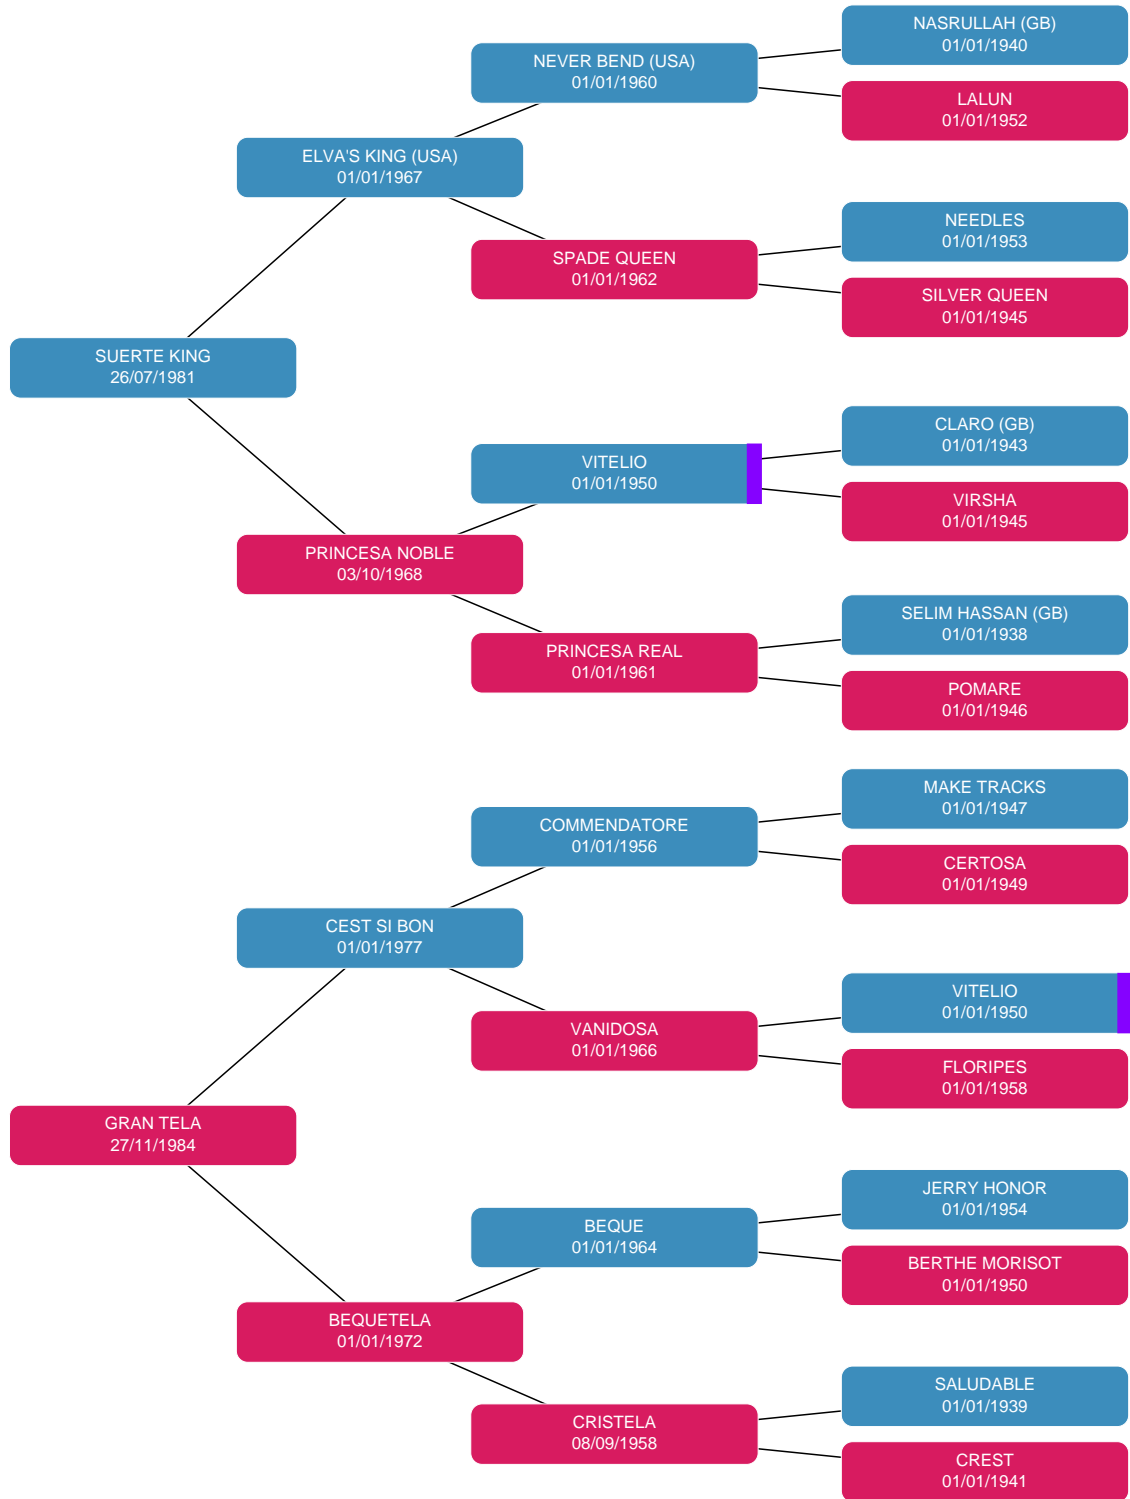 NASRULLAH (GB)
01/01/1940
NEVER BEND (USA)
01/01/1960
LALUN
01/01/1952
ELVA'S KING (USA)
01/01/1967
NEEDLES
01/01/1953
SPADE QUEEN
01/01/1962
SILVER QUEEN
01/01/1945
SUERTE KING
26/07/1981
CLARO (GB)
01/01/1943
VITELIO
01/01/1950
VIRSHA
01/01/1945
PRINCESA NOBLE
03/10/1968
SELIM HASSAN (GB)
01/01/1938
PRINCESA REAL
01/01/1961
POMARE
01/01/1946
MAKE TRACKS
01/01/1947
COMMENDATORE
01/01/1956
CERTOSA
01/01/1949
CEST SI BON
01/01/1977
VITELIO
01/01/1950
VANIDOSA
01/01/1966
FLORIPES
01/01/1958
GRAN TELA
27/11/1984
JERRY HONOR
01/01/1954
BEQUE
01/01/1964
BERTHE MORISOT
01/01/1950
BEQUETELA
01/01/1972
SALUDABLE
01/01/1939
CRISTELA
08/09/1958
CREST
01/01/1941